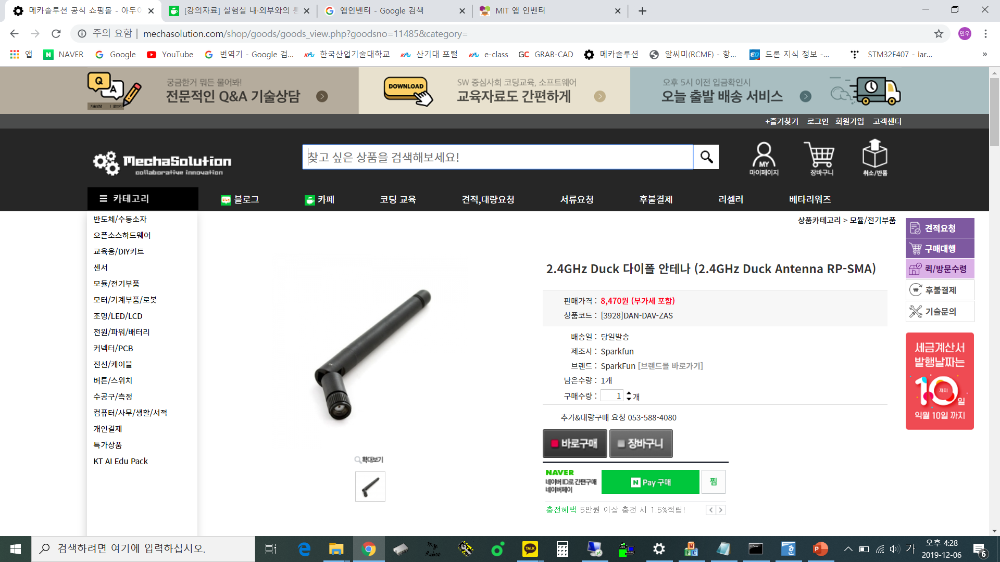 메카솔루션 공식 쇼핑몰 - 아두이
[강의자료] 실험실 내·외부와의 통
앱인벤터 - Google 검색
MIT 앱 인벤터
주의 요함 | mechasolution.com/shop/goods/goods_view.php?goodsno=11485&category=
민우
앱
NAVER
Google
YouTube
번역기 - Google 검...
한국산업기술대학교
산기대 포털
e-class
GRAB-CAD
메카솔루션
알씨미(RCME) - 항...
드론 지식 정보 -...
STM32F407 - iar...
»
Q A
기술상담 | 글쓰기
궁금한거 뭐든 물어봐!
전문적인 Q&A 기술상담
DOWNLOAD
SW 중심사회 코딩교육, 소프트웨어
교육자료도 간편하게
오후 5시 이전 입금확인시
오늘 출발 배송 서비스
+즐겨찾기 로그인 회원가입 고객센터
MechaSolution
collaborative innovation
찾고 싶은 상품을 검색해보세요!
MY
마이페이지
장바구니
취소/반품
카테고리
블로그
카페
코딩 교육
견적,대량요청
서류요청
후불결제
리셀러
베타리워즈
반도체/수동소자
오픈소스하드웨어
교육용/DIY키트
센서
모듈/전기부품
모터/기계부품/로봇
조명/LED/LCD
전원/파워/배터리
커넥터/PCB
전선/케이블
버튼/스위치
수공구/측정
컴퓨터/사무/생활/서적
개인결제
특가상품
KT AI Edu Pack
상품카테고리 > 모듈/전기부품
확대보기
2.4GHz Duck 다이폴 안테나 (2.4GHz Duck Antenna RP-SMA)
판매가격 : 8,470원 (부가세 포함)
상품코드 : [3928]DAN-DAV-ZAS
배송일 : 당일발송
제조사 : Sparkfun
브랜드 : SparkFun [브랜드몰 바로가기]
남은수량 : 1개
구매수량 : 1 개
추가&대량구매 요청 053-588-4080
바로구매
장바구니
NAVER
네이버ID로 간편구매
네이버페이
N Pay 구매
찜
충전혜택 5만원 이상 충전 시 1.5%적립!
견적요청
구매대행
퀵/방문수령
후불결제
기술문의
세금계산서
발행날짜는
10일
까지
익월 10일 까지
검색하려면 여기에 입력하십시오.
My
Robot
TALK
가
오후 4:28
2019-12-06
6